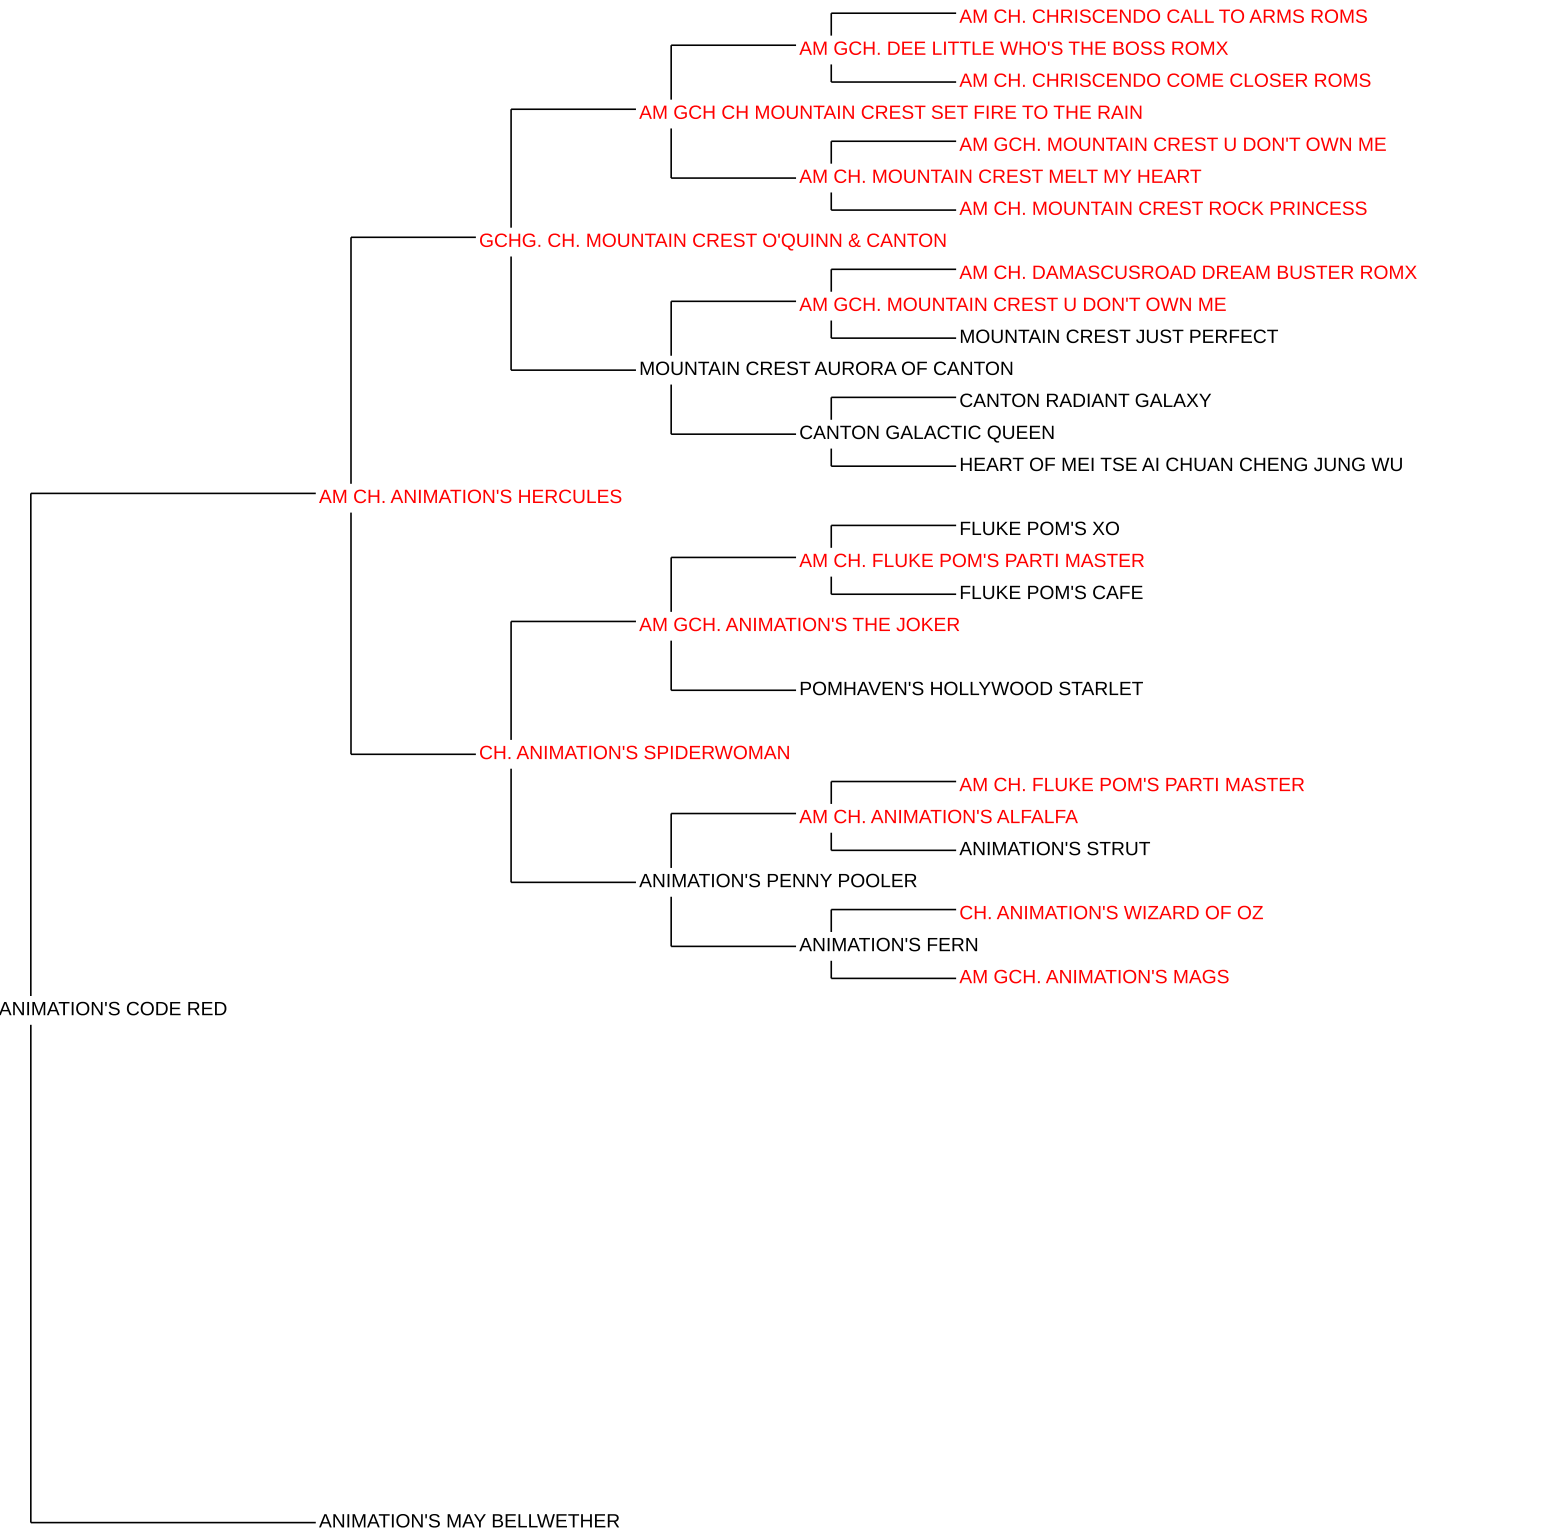 AM CH. CHRISCENDO CALL TO ARMS ROMS
AM GCH. DEE LITTLE WHO'S THE BOSS ROMX
AM CH. CHRISCENDO COME CLOSER ROMS
AM GCH CH MOUNTAIN CREST SET FIRE TO THE RAIN
AM GCH. MOUNTAIN CREST U DON'T OWN ME
AM CH. MOUNTAIN CREST MELT MY HEART
AM CH. MOUNTAIN CREST ROCK PRINCESS
GCHG. CH. MOUNTAIN CREST O'QUINN & CANTON
AM CH. DAMASCUSROAD DREAM BUSTER ROMX
AM GCH. MOUNTAIN CREST U DON'T OWN ME
MOUNTAIN CREST JUST PERFECT
MOUNTAIN CREST AURORA OF CANTON
CANTON RADIANT GALAXY
CANTON GALACTIC QUEEN
HEART OF MEI TSE AI CHUAN CHENG JUNG WU
AM CH. ANIMATION'S HERCULES
FLUKE POM'S XO
AM CH. FLUKE POM'S PARTI MASTER
FLUKE POM'S CAFE
AM GCH. ANIMATION'S THE JOKER
POMHAVEN'S HOLLYWOOD STARLET
CH. ANIMATION'S SPIDERWOMAN
AM CH. FLUKE POM'S PARTI MASTER
AM CH. ANIMATION'S ALFALFA
ANIMATION'S STRUT
ANIMATION'S PENNY POOLER
CH. ANIMATION'S WIZARD OF OZ
ANIMATION'S FERN
AM GCH. ANIMATION'S MAGS
ANIMATION'S CODE RED
ANIMATION'S MAY BELLWETHER